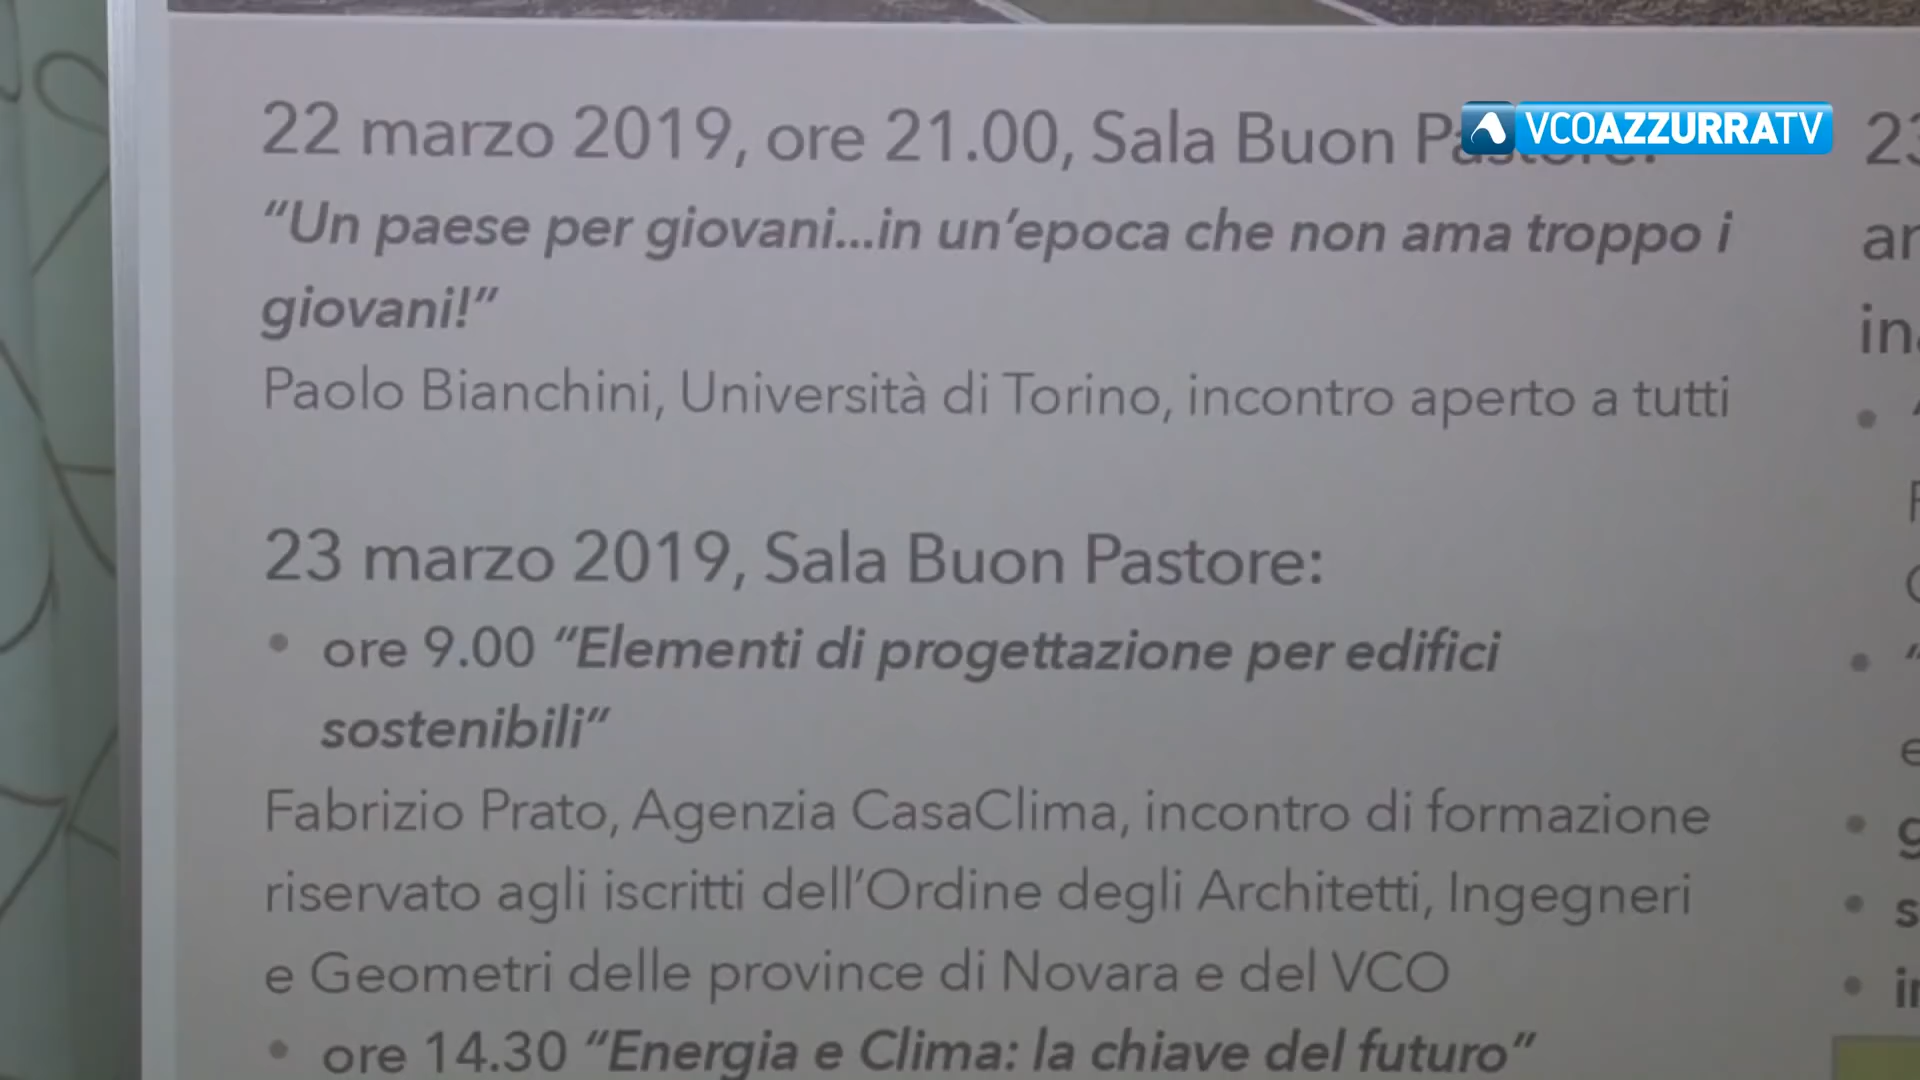 VCOAZZURRATV
22 marzo 2019, ore 21.00, Sala Buon
“Un paese per giovani...in un’epoca che non ama troppo i
giovani!”
Paolo Bianchini, Università di Torino, incontro aperto a tutti
23 marzo 2019, Sala Buon Pastore:
• ore 9.00 “Elementi di progettazione per edifici
sostenibili”
Fabrizio Prato, Agenzia CasaClima, incontro di formazione
riservato agli iscritti dell’Ordine degli Architetti, Ingegneri
e Geometri delle province di Novara e del VCO
• ore 14.30 “Energia e Clima: la chiave del futuro”